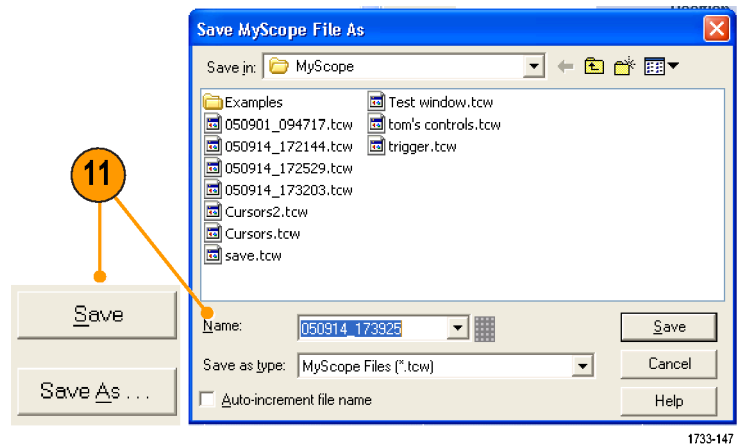 Save MyScope File As
Save in: MyScope
Examples
050901_094717.tcw
050914_172144.tcw
050914_172529.tcw
050914_173203.tcw
Cursors2.tcw
Cursors.tcw
save.tcw
Test window.tcw
tom's controls.tcw
trigger.tcw
11
Save
Save As . . .
Name: 050914_173925
Save
Save as type: MyScope Files (*.tcw)
Cancel
Auto-increment file name
Help
1733-147